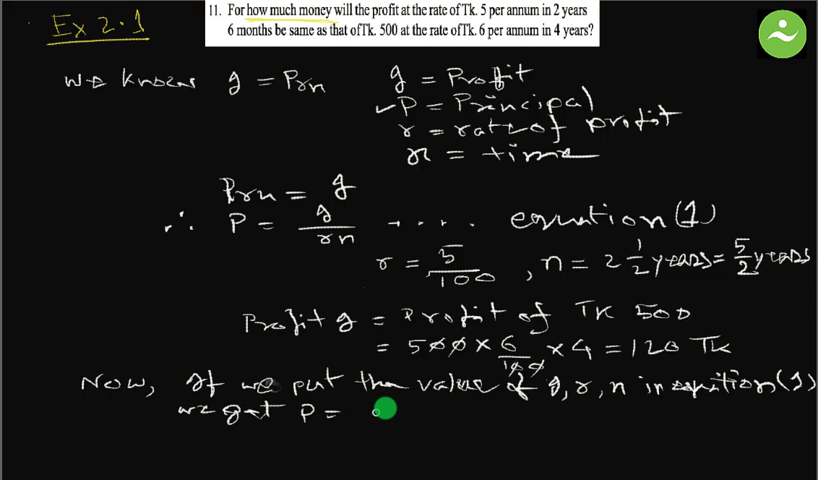 Ex 2.1
11. For how much money will the profit at the rate of Tk. 5 per annum in 2 years
6 months be same as that of Tk. 500 at the rate of Tk. 6 per annum in 4 years?
We know I = Prn
I = Profit
P = Principal
r = rate of profit
n = time
Prn = I
∴ P = I/rn ..... equation (1)
r = 5/100, n = 2 1/2 years = 5/2 years
Profit I = Profit of TK 500
= 500 × 6/100 × 4 = 120 TK
Now, If we put the value of I, r, n in equation (1)
we get P =